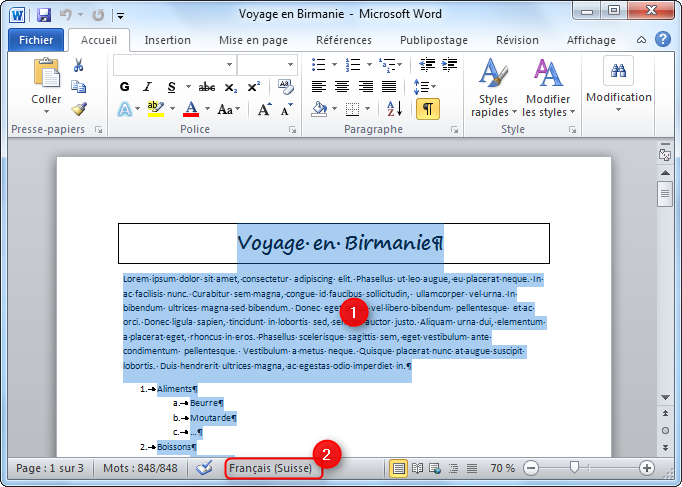 Voyage en Birmanie - Microsoft Word
Fichier Accueil Insertion Mise en page Références Publipostage Révision Affichage
Coller
G I S abc x₂ x² Aa
A ab A Aa A A
Styles rapides
Modifier les styles
Modification
Presse-papiers Police Paragraphe Style
Voyage· en· Birmanie¶
Lorem·ipsum·dolor·sit·amet,·consectetur·adipiscing·elit.·Phasellus·ut·leo·augue,·eu·placerat·neque.·In·
ac·facilisis·nunc.·Curabitur·sem·magna,·congue·id·faucibus·sollicitudin,·ullamcorper·vel·urna.·In·
bibendum·ultrices·magna·sed·bibendum.·Donec·eget vel·libero·bibendum·pellentesque·et·ac·
orci.·Donec·ligula·sapien,·tincidunt·in·lobortis·sed, auctor·justo.·Aliquam·urna·dui,·elementum·
a·placerat·eget,·rhoncus·in·eros.·Phasellus·scelerisque·sagittis·sem,·eget·vestibulum·ante·
condimentum·pellentesque.·Vestibulum·a·metus·neque.·Quisque·placerat·nunc·at·augue·suscipit·
lobortis.·Duis·hendrerit·ultrices·magna,·ac·egestas·odio·imperdiet·in.¶
1
1.→Aliments¶
a.→Beurre¶
b.→Moutarde¶
c.→...¶
2.→Boissons¶
2
Page : 1 sur 3 Mots : 848/848 Français (Suisse) 70 %